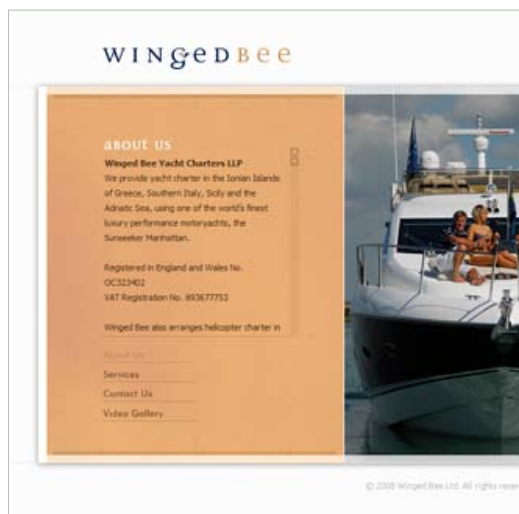 WINGED BEE
about us
Winged Bee Yacht Charters LLP
We provide yacht charter in the Ionian Islands
of Greece, Southern Italy, Sicily and the
Adriatic Sea, using one of the world's finest
luxury performance motoryachts, the
Sunseeker Manhattan.
Registered in England and Wales No.
OC323402
VAT Registration No. 893677753
Winged Bee also arranges helicopter charter in
About Us
Services
Contact Us
Video Gallery
© 2008 Winged Bee Ltd. All rights reser